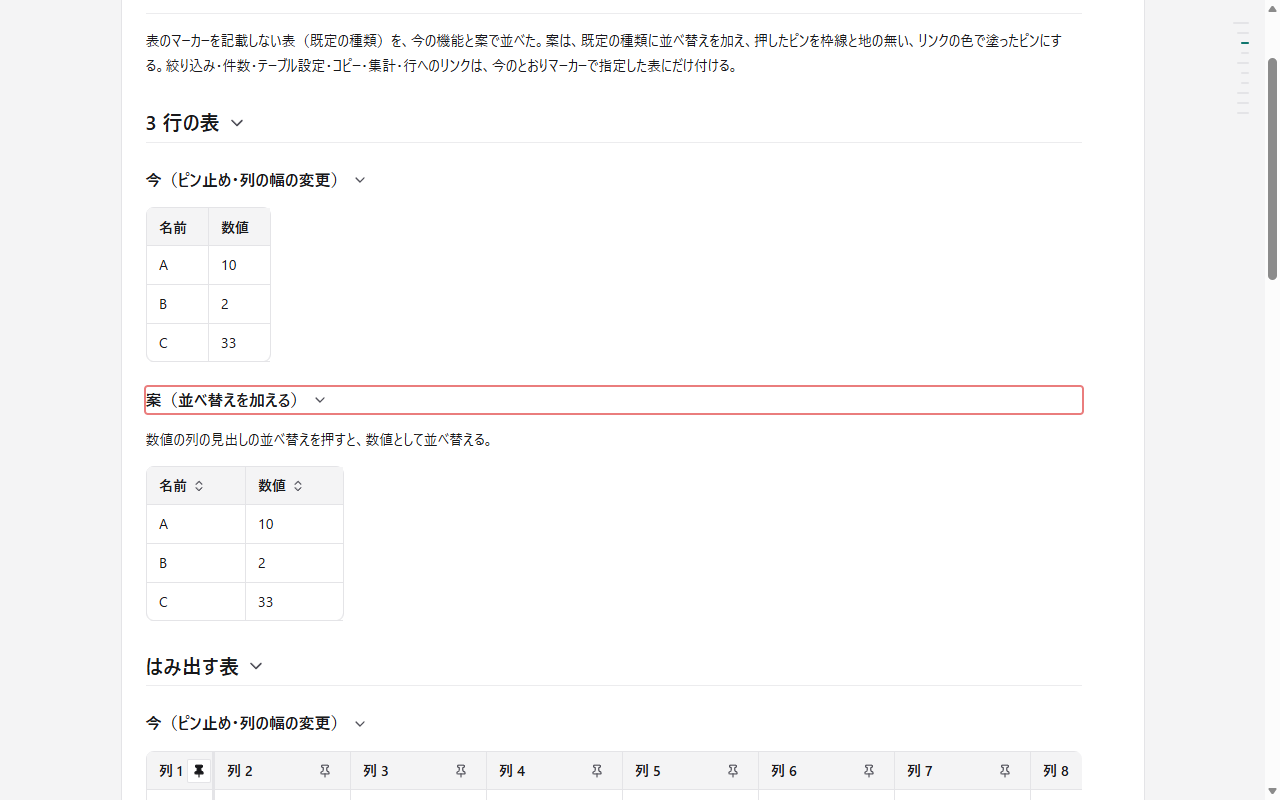 表のマーカーを記載しない表（既定の種類）を、今の機能と案で並べた。案は、既定の種類に並べ替えを加え、押したピンを枠線と地の無い、リンクの色で塗ったピンにす
る。絞り込み・件数・テーブル設定・コピー・集計・行へのリンクは、今のとおりマーカーで指定した表にだけ付ける。
3 行の表
今（ピン止め・列の幅の変更）
名前 数値
A 10
B 2
C 33
案（並べ替えを加える）
数値の列の見出しの並べ替えを押すと、数値として並べ替える。
名前 数値
A 10
B 2
C 33
はみ出す表
今（ピン止め・列の幅の変更）
列 1 列 2 列 3 列 4 列 5 列 6 列 7 列 8